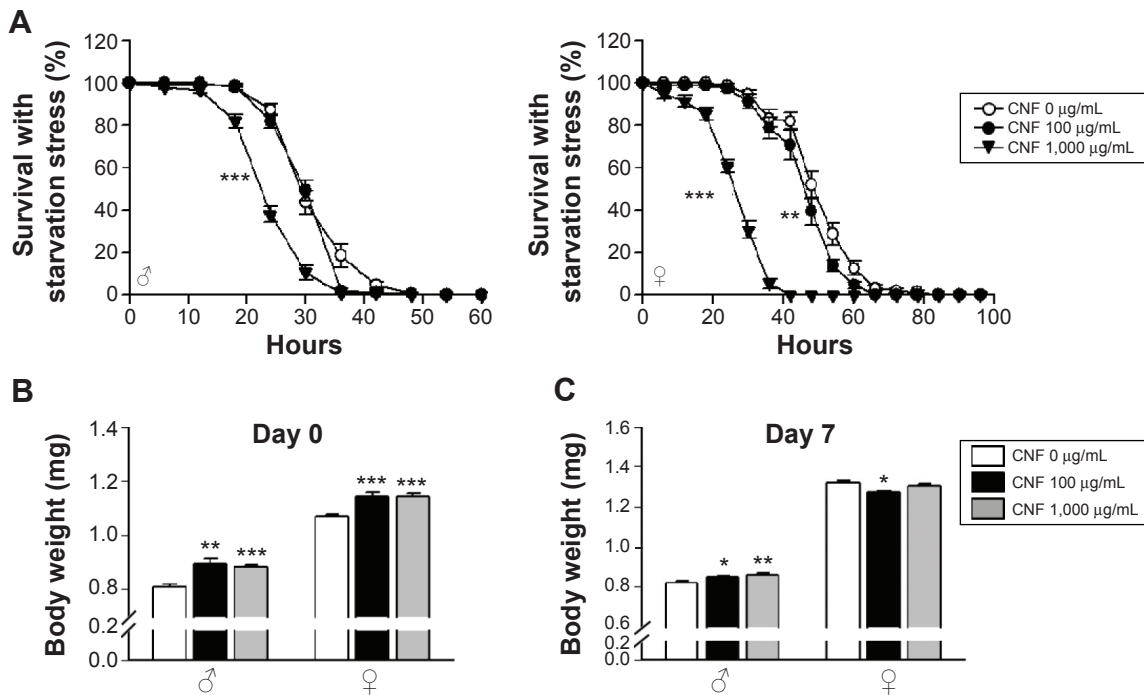 A
Survival with
starvation stress (%)
120
100
80
60
40
20
0
***
♂
0 10 20 30 40 50 60
Hours
Survival with
starvation stress (%)
120
100
80
60
40
20
0
***
**
♀
0 20 40 60 80 100
Hours
CNF 0 µg/mL
CNF 100 µg/mL
CNF 1,000 µg/mL
B
Day 0
Body weight (mg)
1.4
1.2
1.0
0.8
0.2
0.0
** ***
*** ***
♂ ♀
C
Day 7
Body weight (mg)
1.6
1.4
1.2
1.0
0.8
0.6
0.2
0.0
* **
*
♂ ♀
CNF 0 µg/mL
CNF 100 µg/mL
CNF 1,000 µg/mL